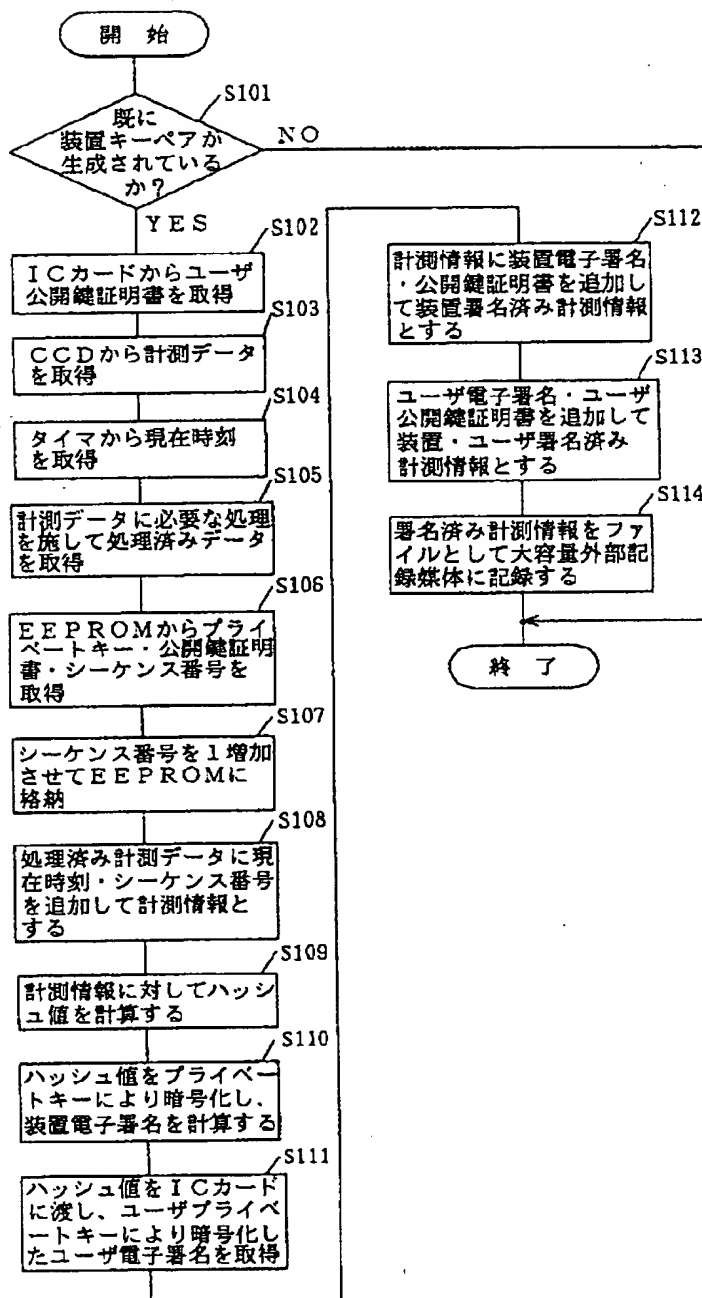 開始
S101
既に
装置キーペアが
生成されている
か？
NO
YES
S102
ICカードからユーザ
公開鍵証明書を取得
S103
CCDから計測データ
を取得
S104
タイマから現在時刻
を取得
S105
計測データに必要な処理
を施して処理済みデータ
を取得
S106
EEPROMからプライ
ベートキー・公開鍵証明
書・シーケンス番号を
取得
S107
シーケンス番号を１増加
させてEEPROMに
格納
S108
処理済み計測データに現
在時刻・シーケンス番号
を追加して計測情報と
する
S109
計測情報に対してハッシ
ュ値を計算する
S110
ハッシュ値をプライベー
トキーにより暗号化し、
装置電子署名を計算する
S111
ハッシュ値をICカード
に渡し、ユーザプライベ
ートキーにより暗号化し
たユーザ電子署名を取得
S112
計測情報に装置電子署名
・公開鍵証明書を追加し
て装置署名済み計測情報
とする
S113
ユーザ電子署名・ユーザ
公開鍵証明書を追加して
装置・ユーザ署名済み
計測情報とする
S114
署名済み計測情報をファ
イルとして大容量外部記
録媒体に記録する
終了